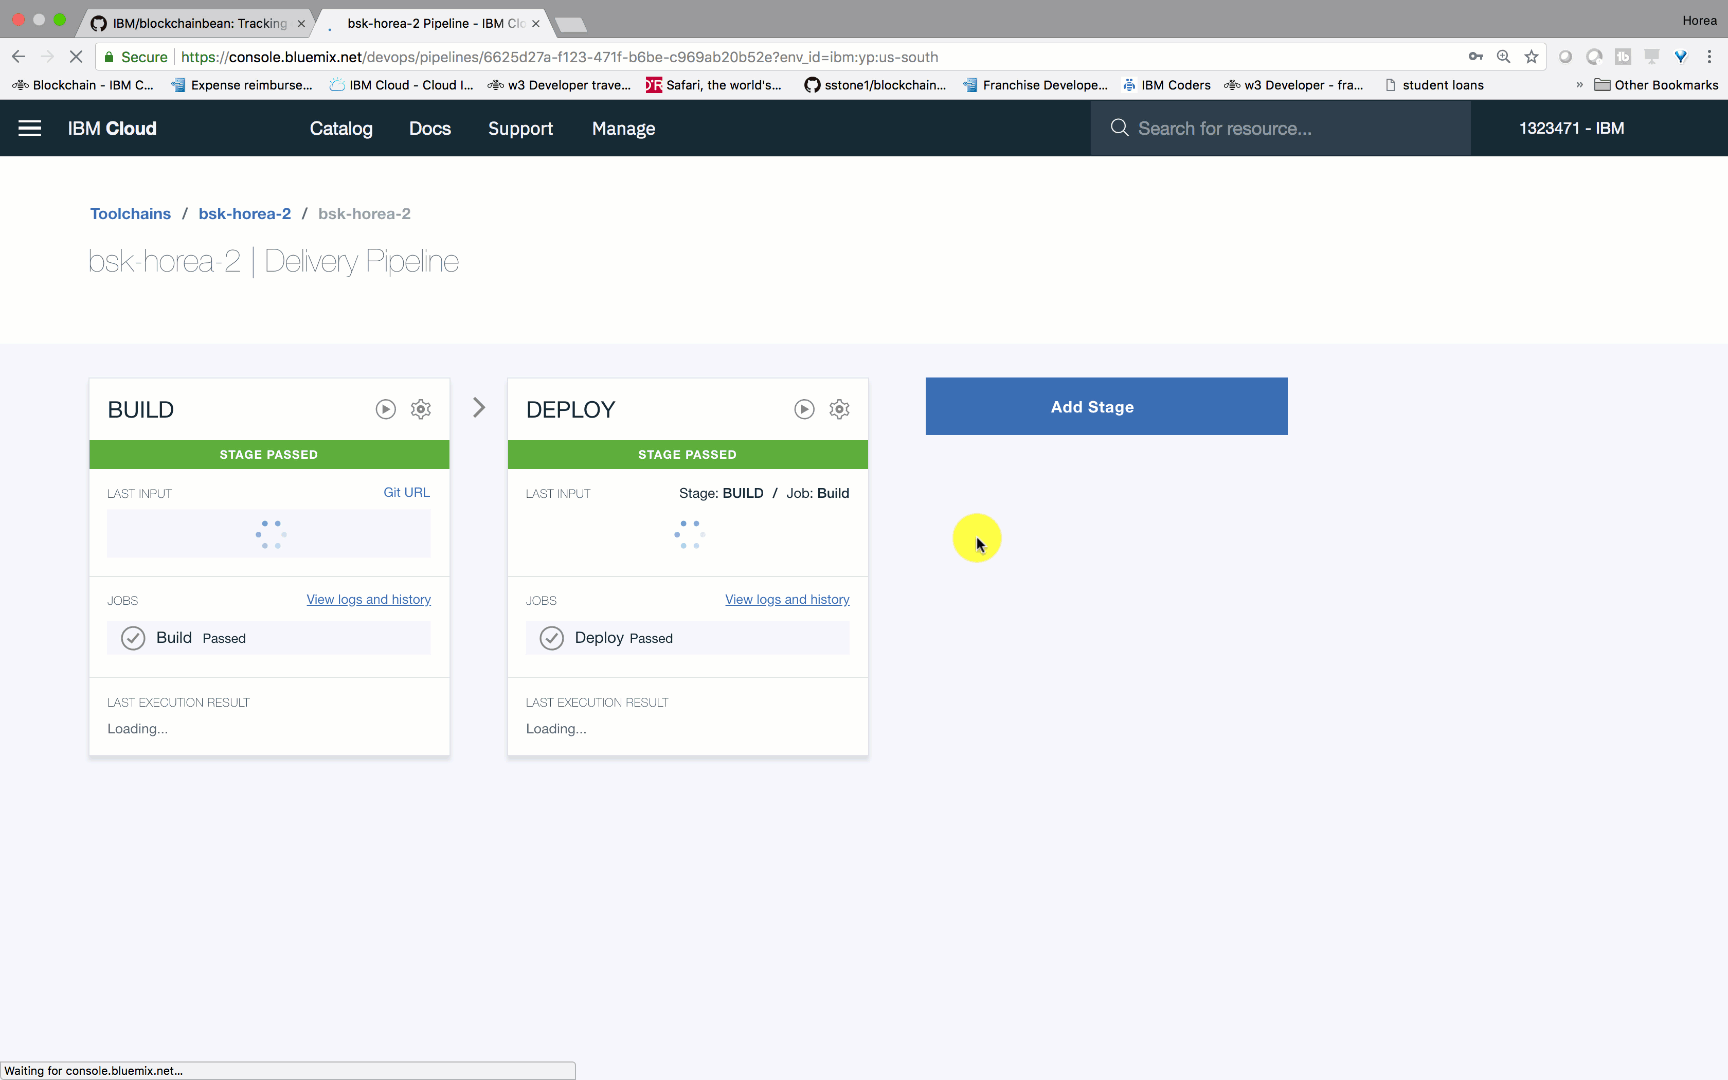 IBM/blockchainbean: Tracking
bsk-horea-2 Pipeline - IBM Clo
Horea
Secure
https://console.bluemix.net/devops/pipelines/6625d27a-f123-471f-b6be-c969ab20b52e?env_id=ibm:yp:us-south
Blockchain - IBM C...
Expense reimburse...
IBM Cloud - Cloud I...
w3 Developer trave...
Safari, the world's...
sstone1/blockchain...
Franchise Develope...
IBM Coders
w3 Developer - fra...
student loans
» Other Bookmarks
IBM Cloud
Catalog
Docs
Support
Manage
Search for resource...
1323471 - IBM
Toolchains / bsk-horea-2 / bsk-horea-2
bsk-horea-2 | Delivery Pipeline
BUILD
STAGE PASSED
LAST INPUT
Git URL
JOBS
View logs and history
Build Passed
LAST EXECUTION RESULT
Loading...
DEPLOY
STAGE PASSED
LAST INPUT
Stage: BUILD / Job: Build
JOBS
View logs and history
Deploy Passed
LAST EXECUTION RESULT
Loading...
Add Stage
Waiting for console.bluemix.net...